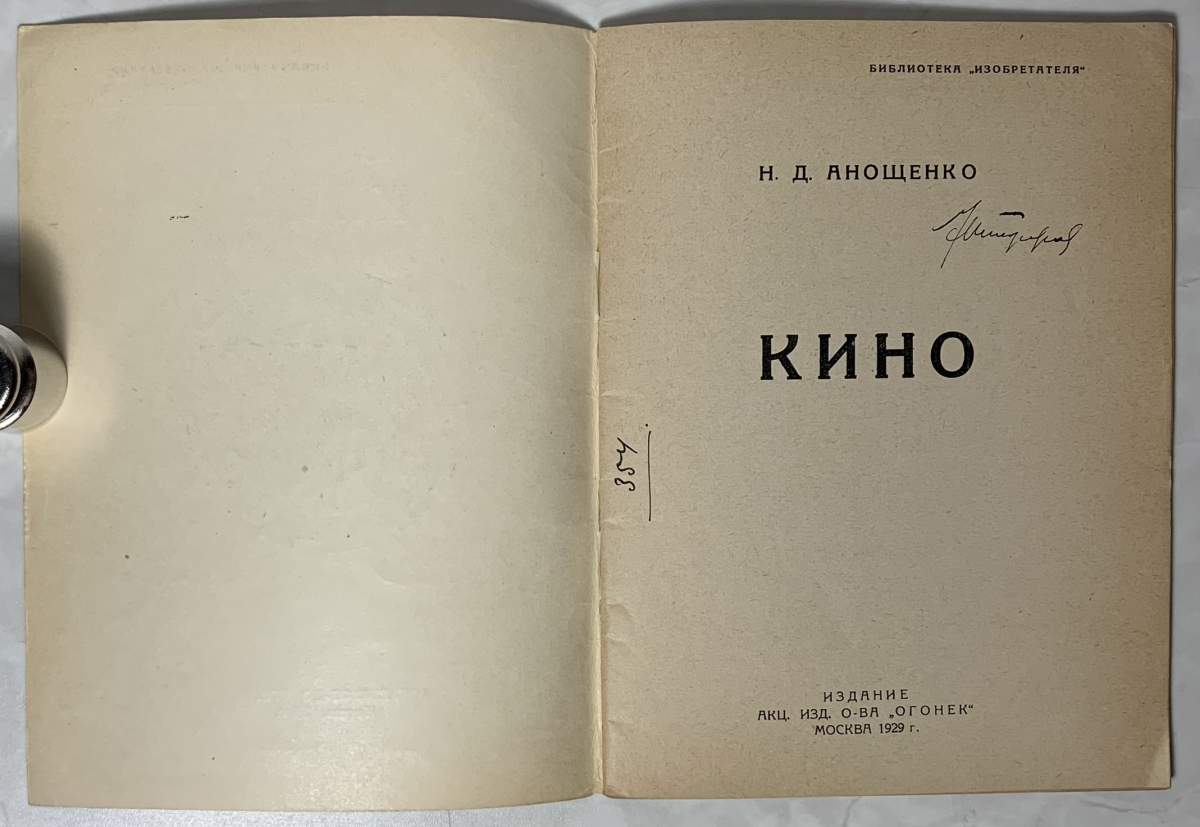 БИБЛИОТЕКА „ИЗОБРЕТАТЕЛЯ“
Н. Д. АНОЩЕНКО
КИНО
354
ИЗДАНИЕ
АКЦ. ИЗД. О-ВА „ОГОНЕК“
МОСКВА 1929 г.